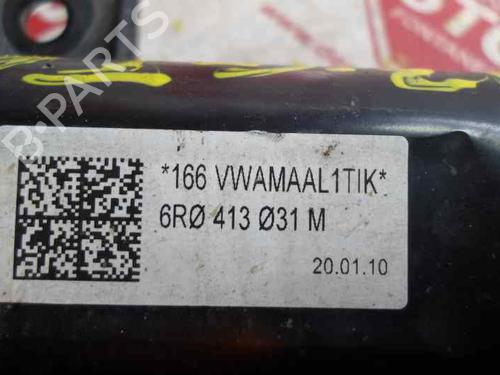 B-PARTS
*166 VWAMAAL1TIK*
6RØ 413 Ø31 M
20.01.10